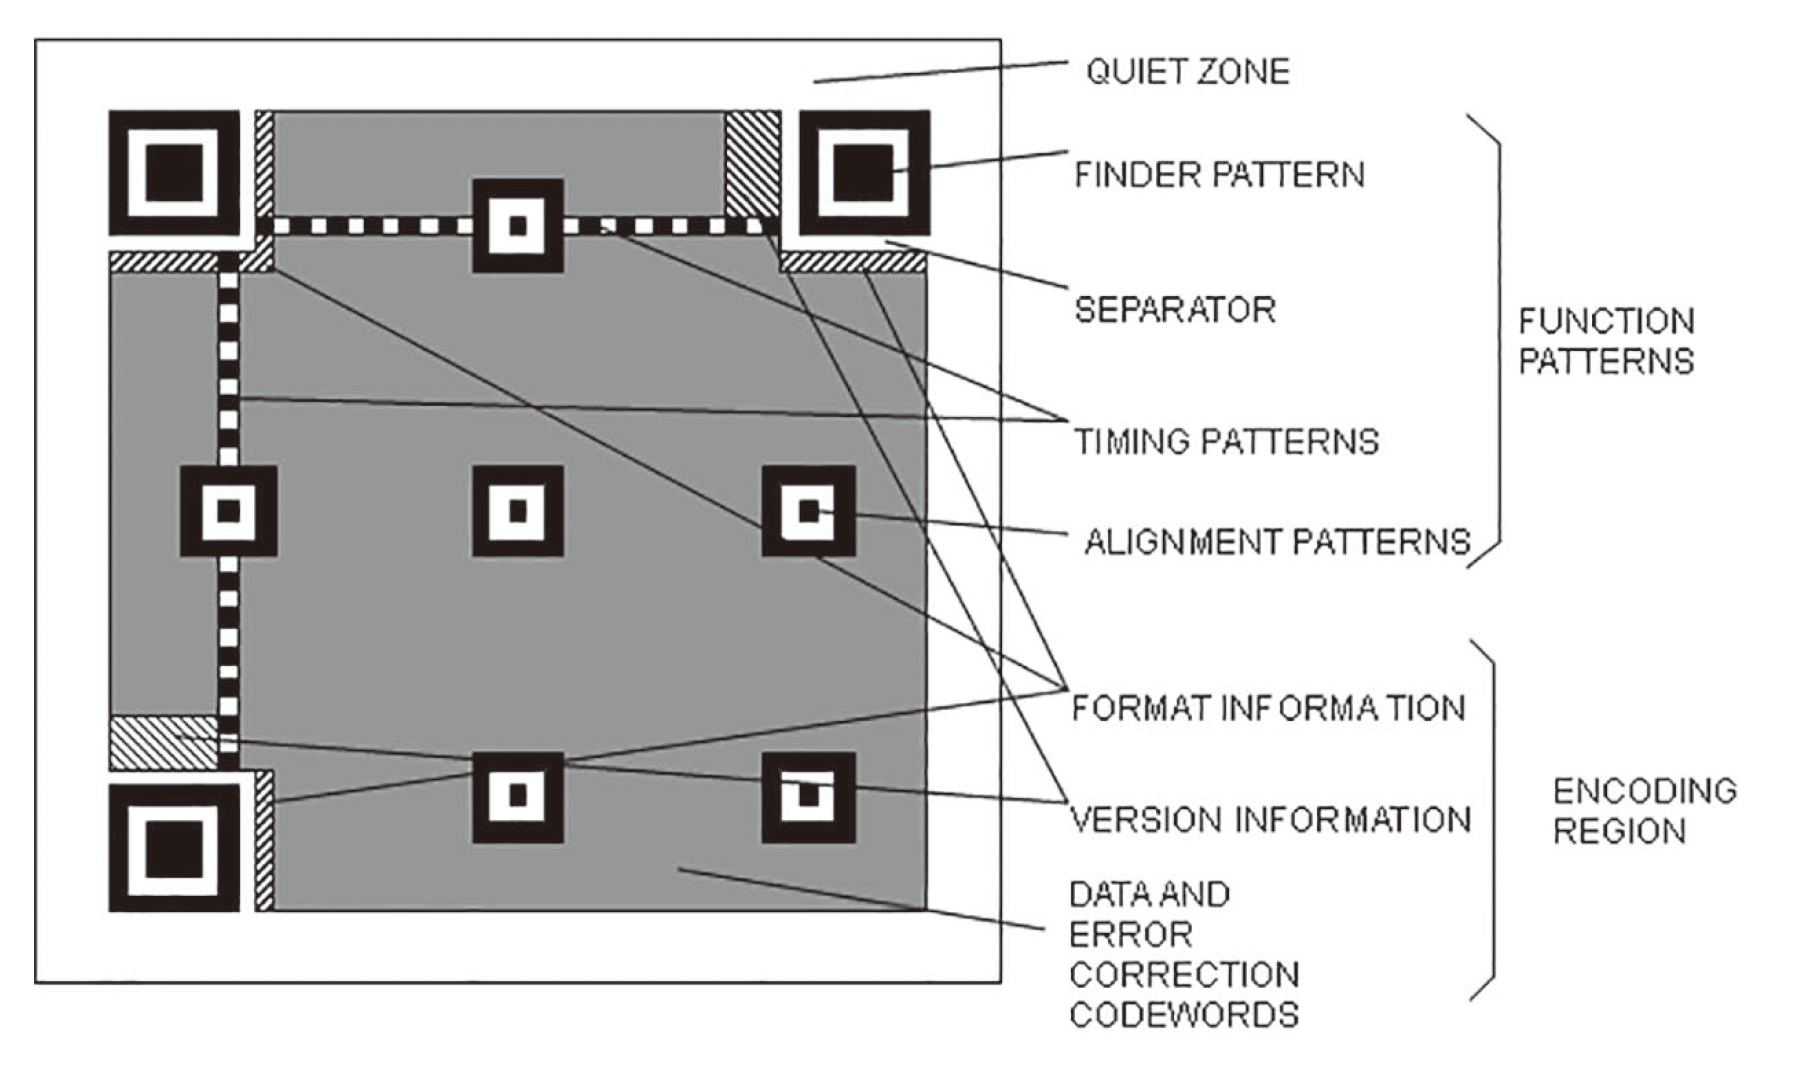 QUIET ZONE
FINDER PATTERN
SEPARATOR
TIMING PATTERNS
ALIGNMENT PATTERNS
FUNCTION
PATTERNS
FORMAT INFORMATION
VERSION INFORMATION
DATA AND
ERROR
CORRECTION
CODEWORDS
ENCODING
REGION